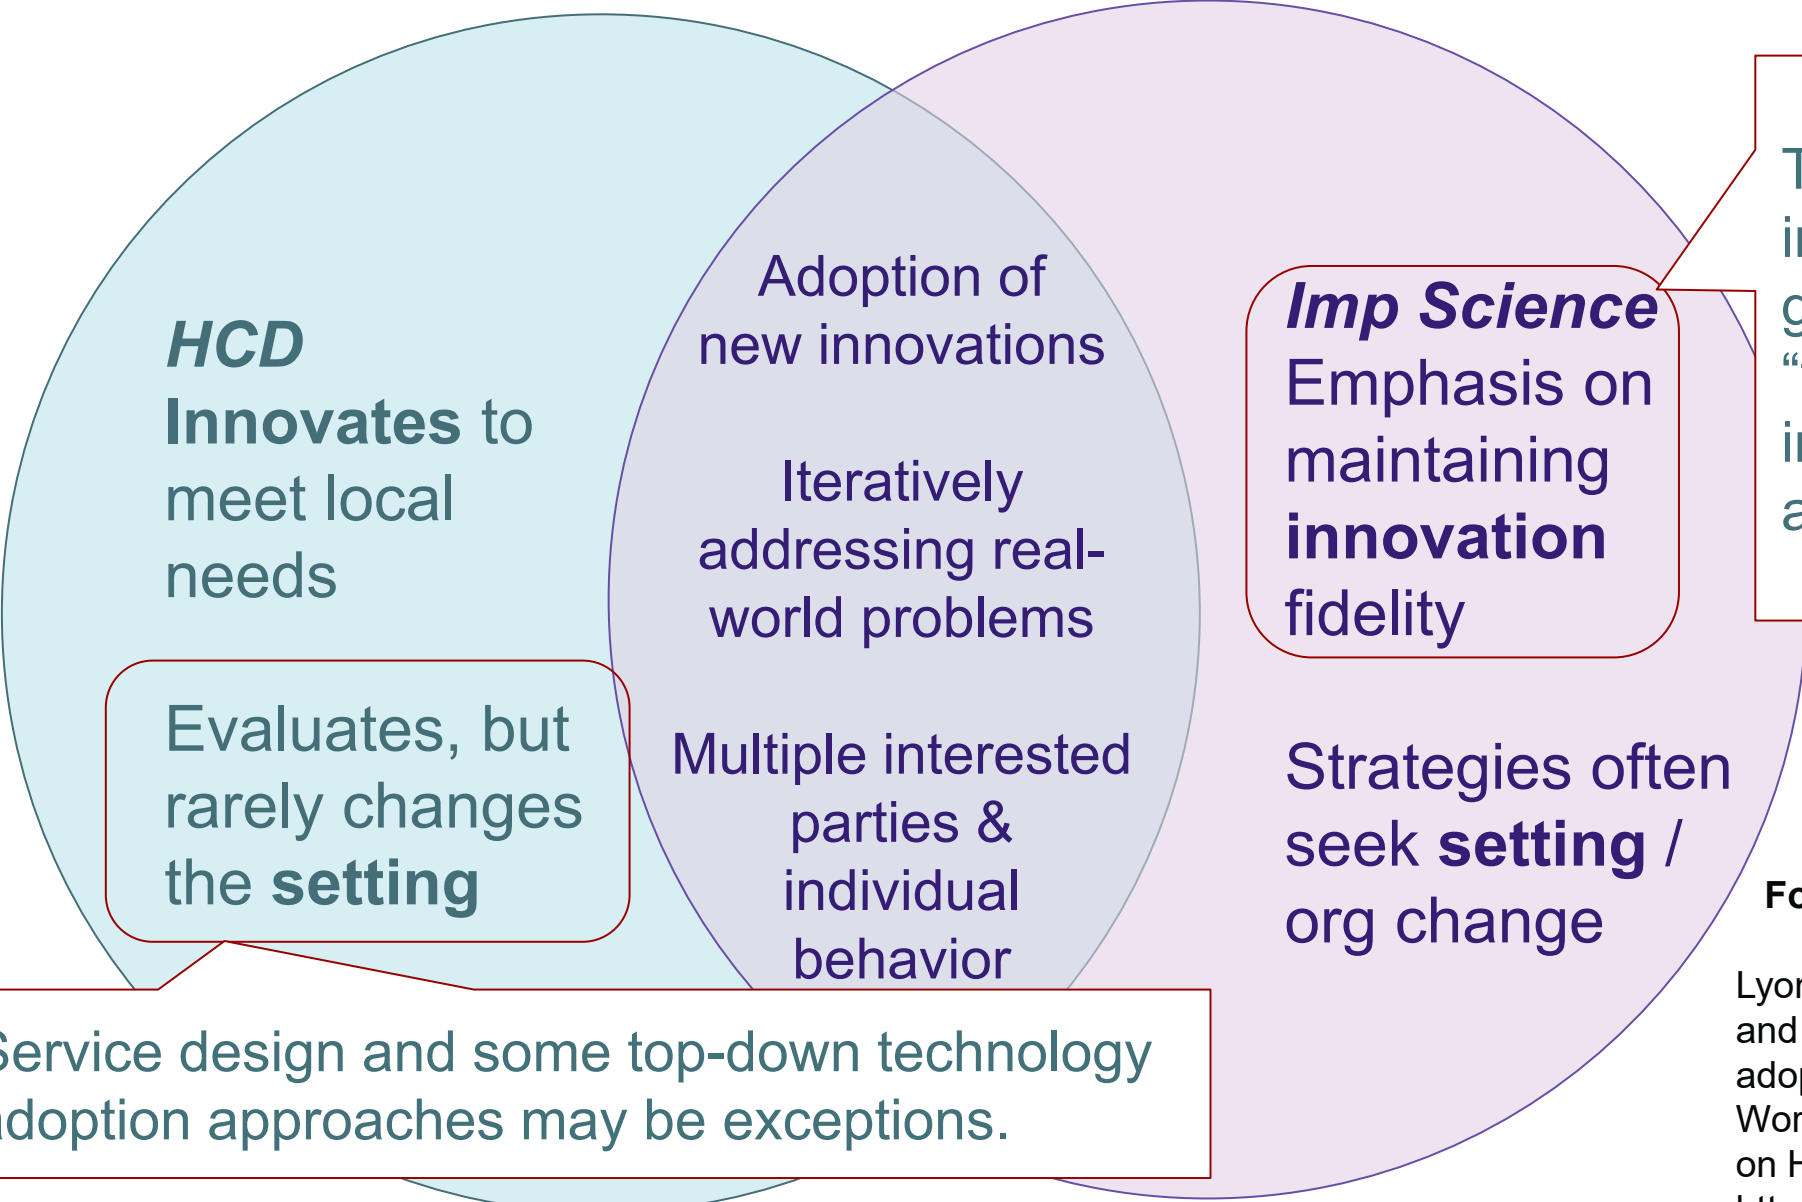 HCD
Innovates to
meet local
needs
Evaluates, but
rarely changes
the setting
Adoption of
new innovations
Iteratively
addressing real-
world problems
Multiple interested
parties &
individual
behavior
Imp Science
Emphasis on
maintaining
innovation
fidelity
Strategies often
seek setting /
org change
Service design and some top-down technology
adoption approaches may be exceptions.
and
on